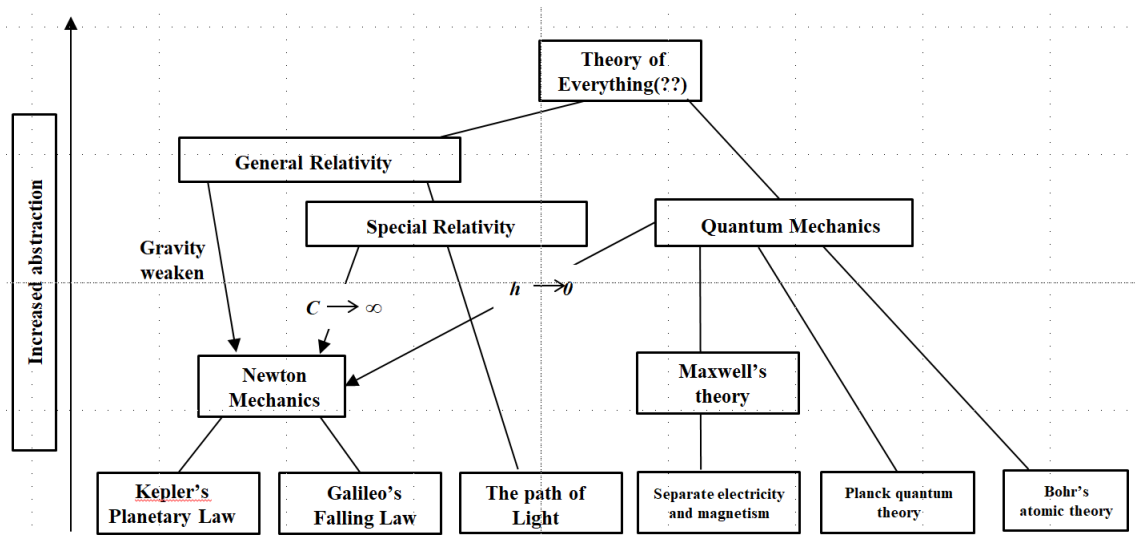 Theory of
Everything(??)
General Relativity
Special Relativity
Quantum Mechanics
Increased abstraction
Gravity
weaken
C → ∞
h → 0
Newton
Mechanics
Maxwell's
theory
Kepler's
Planetary Law
Galileo's
Falling Law
The path of
Light
Separate electricity
and magnetism
Planck quantum
theory
Bohr's
atomic theory